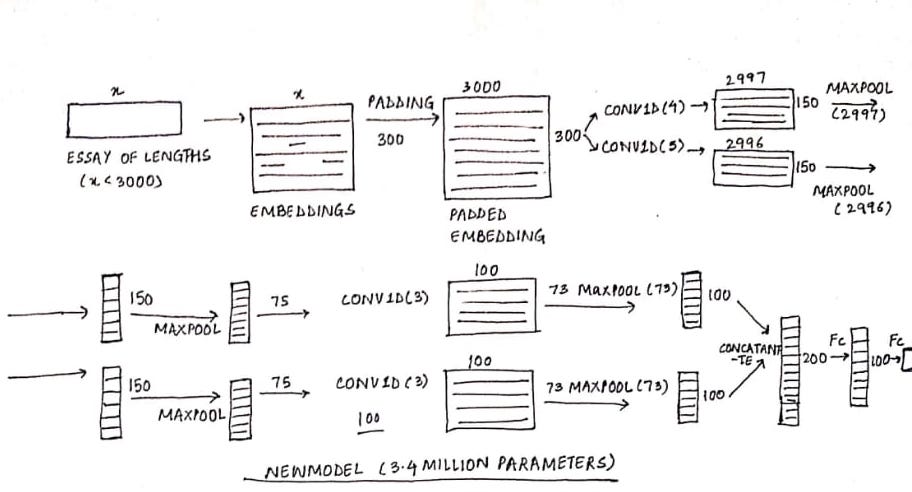 x
ESSAY OF LENGTHS
(x < 3000)
x
EMBEDDINGS
PADDING
300
3000
300
PADDED
EMBEDDING
CONV1D(4)
CONV1D(5)
2997
150
MAXPOOL
(2997)
2996
150
MAXPOOL
(2996)
150
MAXPOOL
75
CONV1D(3)
100
73 MAXPOOL(73)
100
150
MAXPOOL
75
CONV1D(3)
100
100
73 MAXPOOL(73)
100
CONCATANA
-TE
200
FC
100
FC
NEWMODEL (3.4 MILLION PARAMETERS)